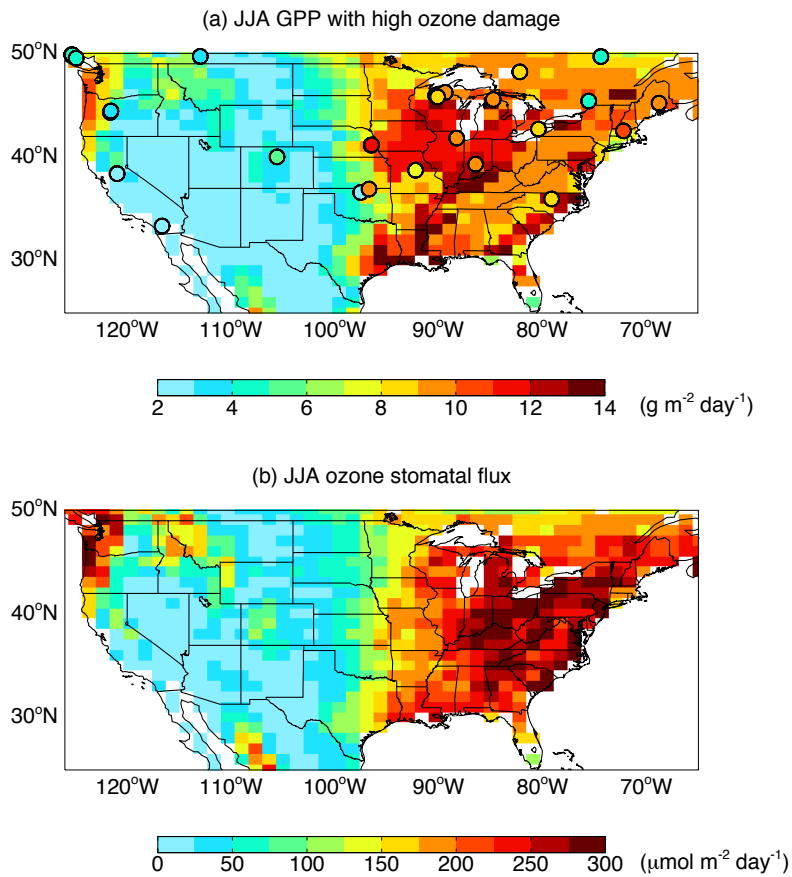 (a) JJA GPP with high ozone damage
50°N
40°N
30°N
120°W 110°W 100°W 90°W 80°W 70°W
2 4 6 8 10 12 14 (g m⁻² day⁻¹)
(b) JJA ozone stomatal flux
50°N
40°N
30°N
120°W 110°W 100°W 90°W 80°W 70°W
0 50 100 150 200 250 300 (μmol m⁻² day⁻¹)